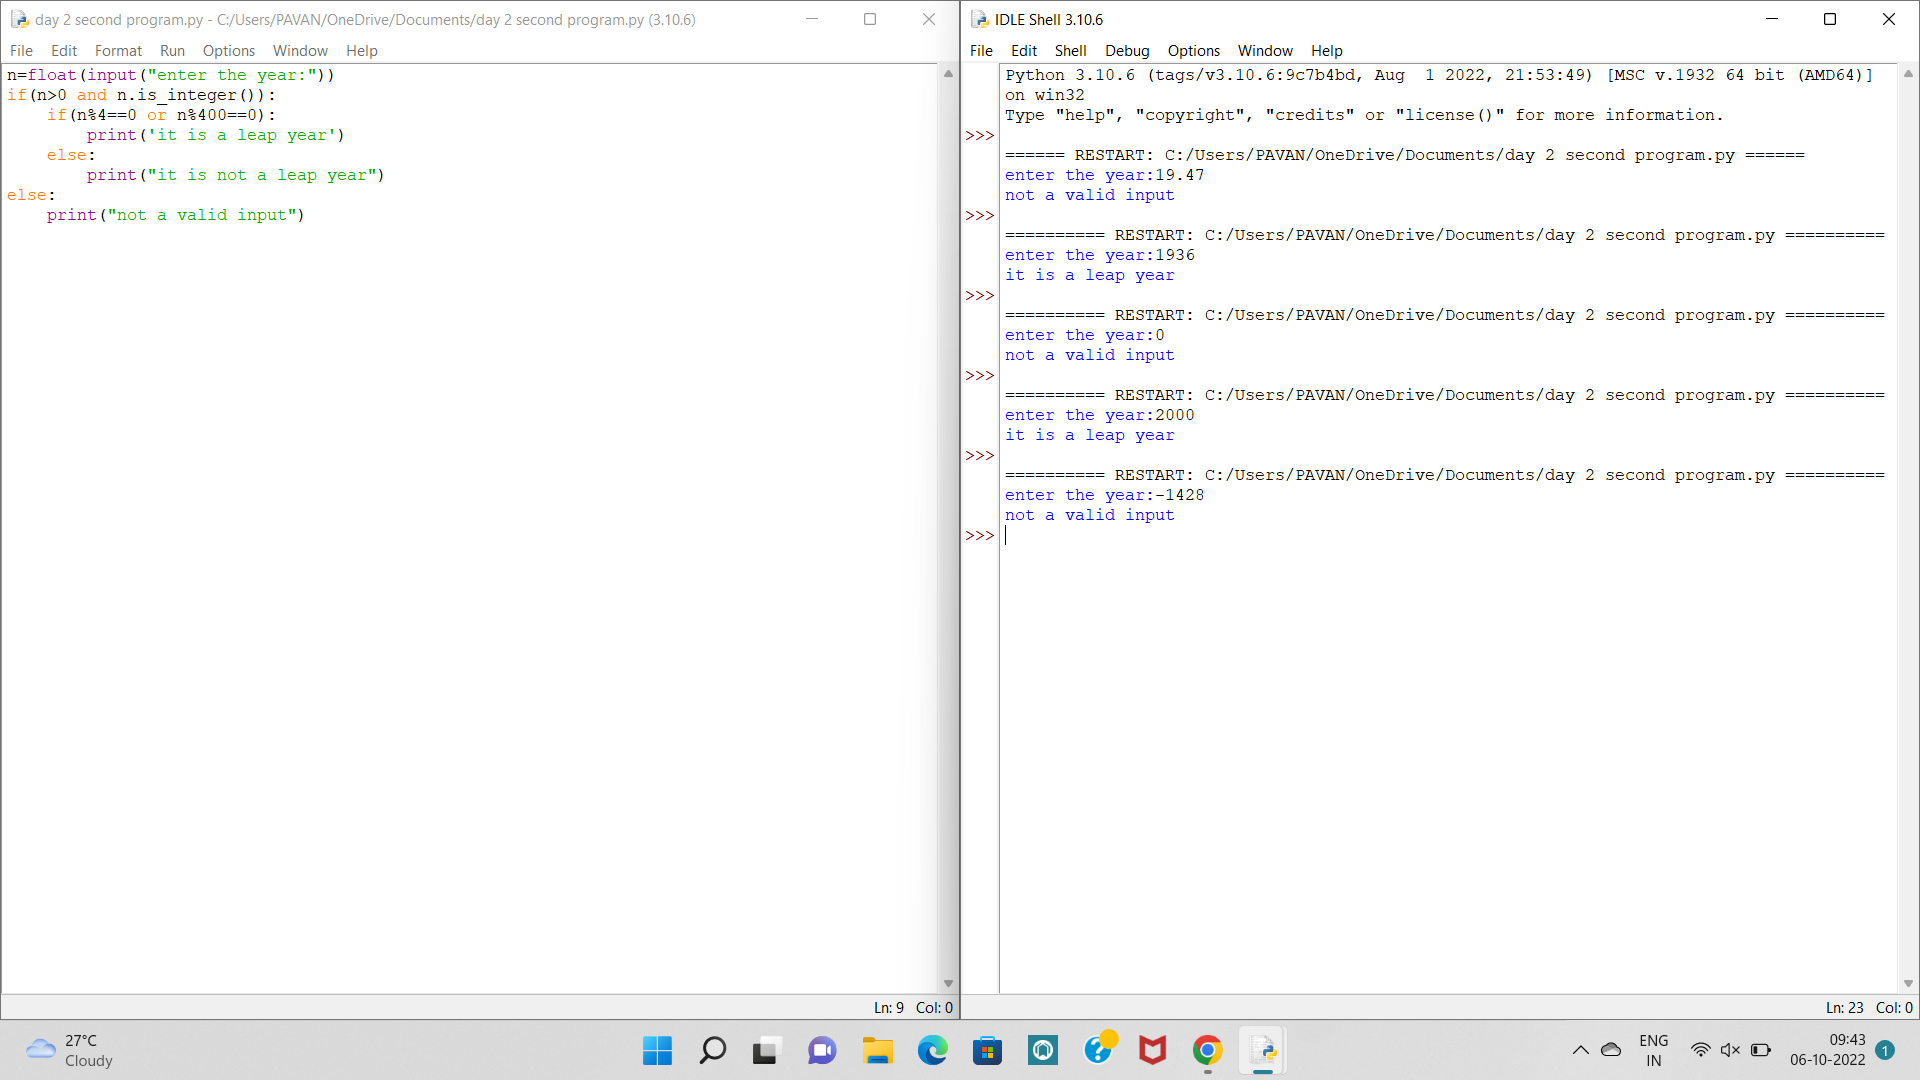 day 2 second program.py - C:/Users/PAVAN/OneDrive/Documents/day 2 second program.py (3.10.6)
File Edit Format Run Options Window Help
n=float(input("enter the year:"))
if(n>0 and n.is_integer()):
    if(n%4==0 or n%400==0):
        print('it is a leap year')
    else:
        print("it is not a leap year")
else:
    print("not a valid input")
Ln: 9 Col: 0
IDLE Shell 3.10.6
File Edit Shell Debug Options Window Help
Python 3.10.6 (tags/v3.10.6:9c7b4bd, Aug  1 2022, 21:53:49) [MSC v.1932 64 bit (AMD64)]
on win32
Type "help", "copyright", "credits" or "license()" for more information.
>>>
====== RESTART: C:/Users/PAVAN/OneDrive/Documents/day 2 second program.py ======
enter the year:19.47
not a valid input
>>>
========== RESTART: C:/Users/PAVAN/OneDrive/Documents/day 2 second program.py ==========
enter the year:1936
it is a leap year
>>>
========== RESTART: C:/Users/PAVAN/OneDrive/Documents/day 2 second program.py ==========
enter the year:0
not a valid input
>>>
========== RESTART: C:/Users/PAVAN/OneDrive/Documents/day 2 second program.py ==========
enter the year:2000
it is a leap year
>>>
========== RESTART: C:/Users/PAVAN/OneDrive/Documents/day 2 second program.py ==========
enter the year:-1428
not a valid input
>>>
Ln: 23 Col: 0
27°C
Cloudy
ENG
IN
09:43
06-10-2022
1